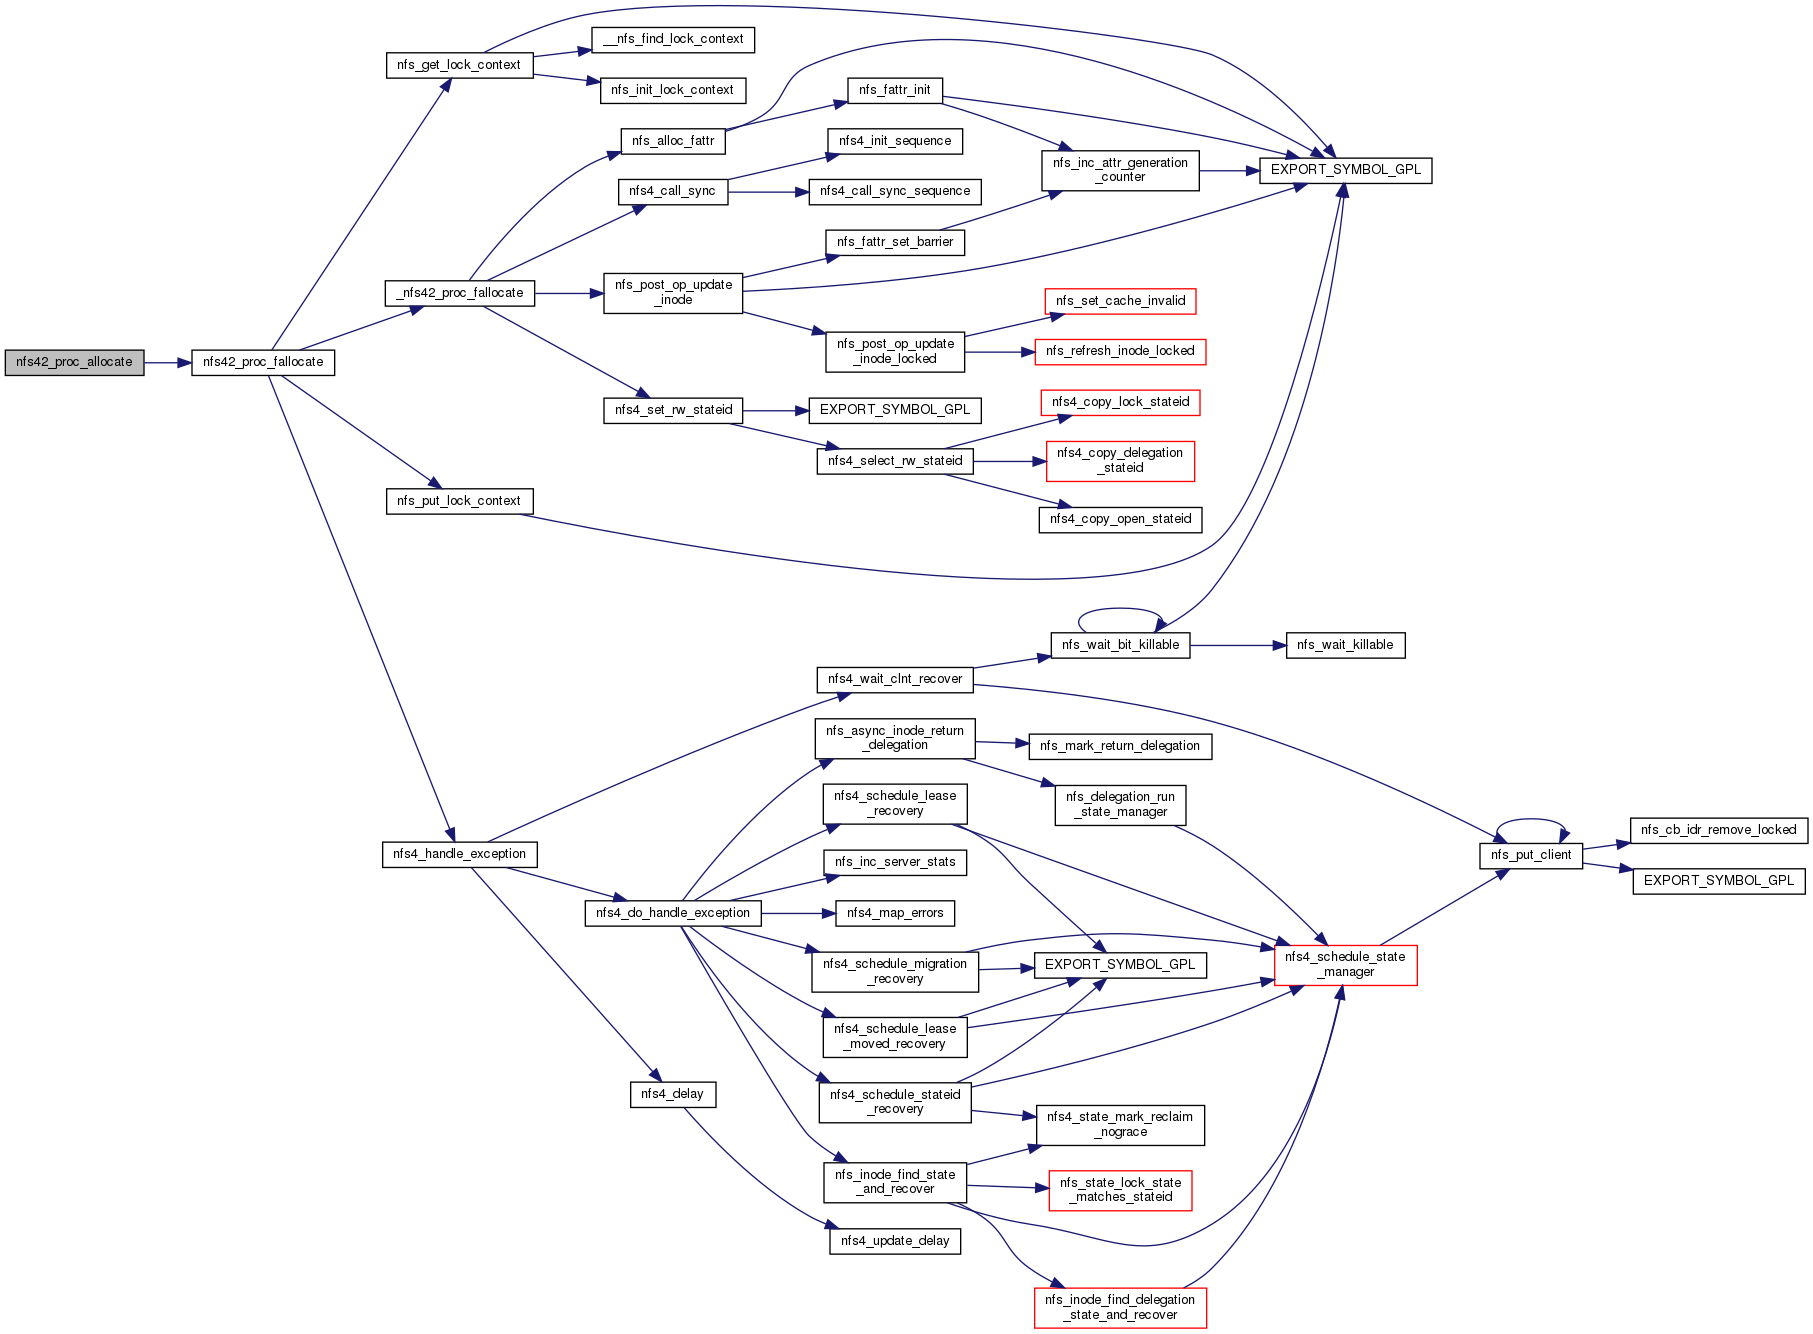 __nfs_find_lock_context
nfs_get_lock_context
nfs_init_lock_context
nfs_fattr_init
nfs_alloc_fattr
nfs4_init_sequence
nfs_inc_attr_generation
_counter
EXPORT_SYMBOL_GPL
nfs4_call_sync
nfs4_call_sync_sequence
nfs_fattr_set_barrier
_nfs42_proc_fallocate
nfs_post_op_update
_inode
nfs_set_cache_invalid
nfs_post_op_update
_inode_locked
nfs_refresh_inode_locked
nfs42_proc_allocate
nfs42_proc_fallocate
nfs4_set_rw_stateid
EXPORT_SYMBOL_GPL
nfs4_copy_lock_stateid
nfs4_select_rw_stateid
nfs4_copy_delegation
_stateid
nfs_put_lock_context
nfs4_copy_open_stateid
nfs_wait_bit_killable
nfs_wait_killable
nfs4_wait_clnt_recover
nfs_async_inode_return
_delegation
nfs_mark_return_delegation
nfs4_schedule_lease
_recovery
nfs_delegation_run
_state_manager
nfs_cb_idr_remove_locked
nfs4_handle_exception
nfs_inc_server_stats
nfs_put_client
EXPORT_SYMBOL_GPL
nfs4_do_handle_exception
nfs4_map_errors
nfs4_schedule_migration
_recovery
EXPORT_SYMBOL_GPL
nfs4_schedule_state
_manager
nfs4_schedule_lease
_moved_recovery
nfs4_delay
nfs4_schedule_stateid
_recovery
nfs4_state_mark_reclaim
_nograce
nfs_inode_find_state
_and_recover
nfs_state_lock_state
_matches_stateid
nfs4_update_delay
nfs_inode_find_delegation
_state_and_recover